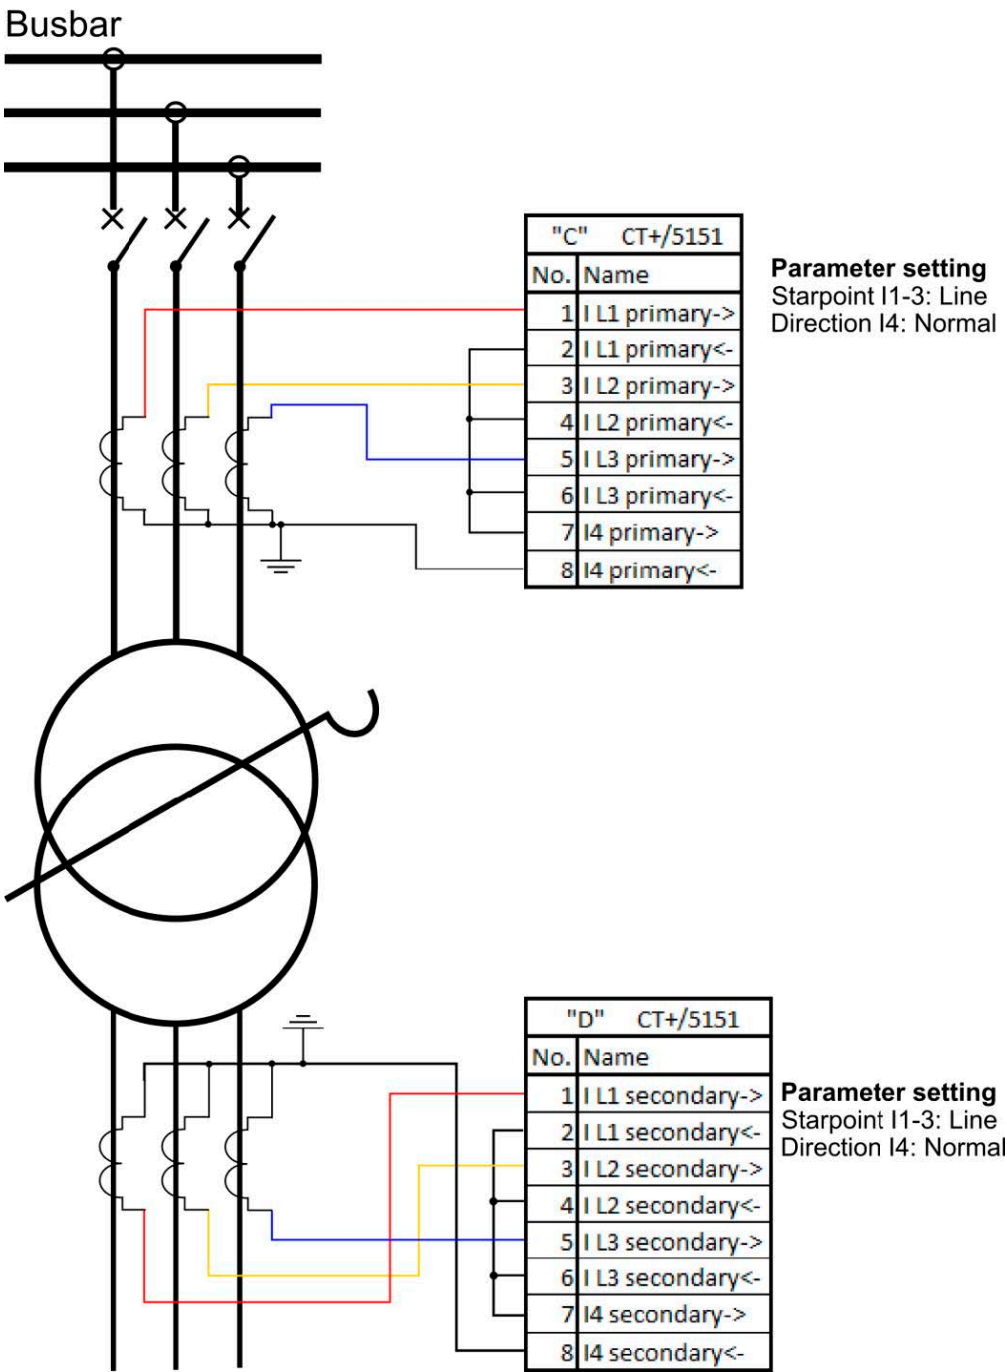 Busbar
"C" CT+/5151
No. Name
1 I L1 primary->
2 I L1 primary<-
3 I L2 primary->
4 I L2 primary<-
5 I L3 primary->
6 I L3 primary<-
7 I4 primary->
8 I4 primary<-
Parameter setting
Starpoint I1-3: Line
Direction I4: Normal
"D" CT+/5151
No. Name
1 I L1 secondary->
2 I L1 secondary<-
3 I L2 secondary->
4 I L2 secondary<-
5 I L3 secondary->
6 I L3 secondary<-
7 I4 secondary->
8 I4 secondary<-
Parameter setting
Starpoint I1-3: Line
Direction I4: Normal